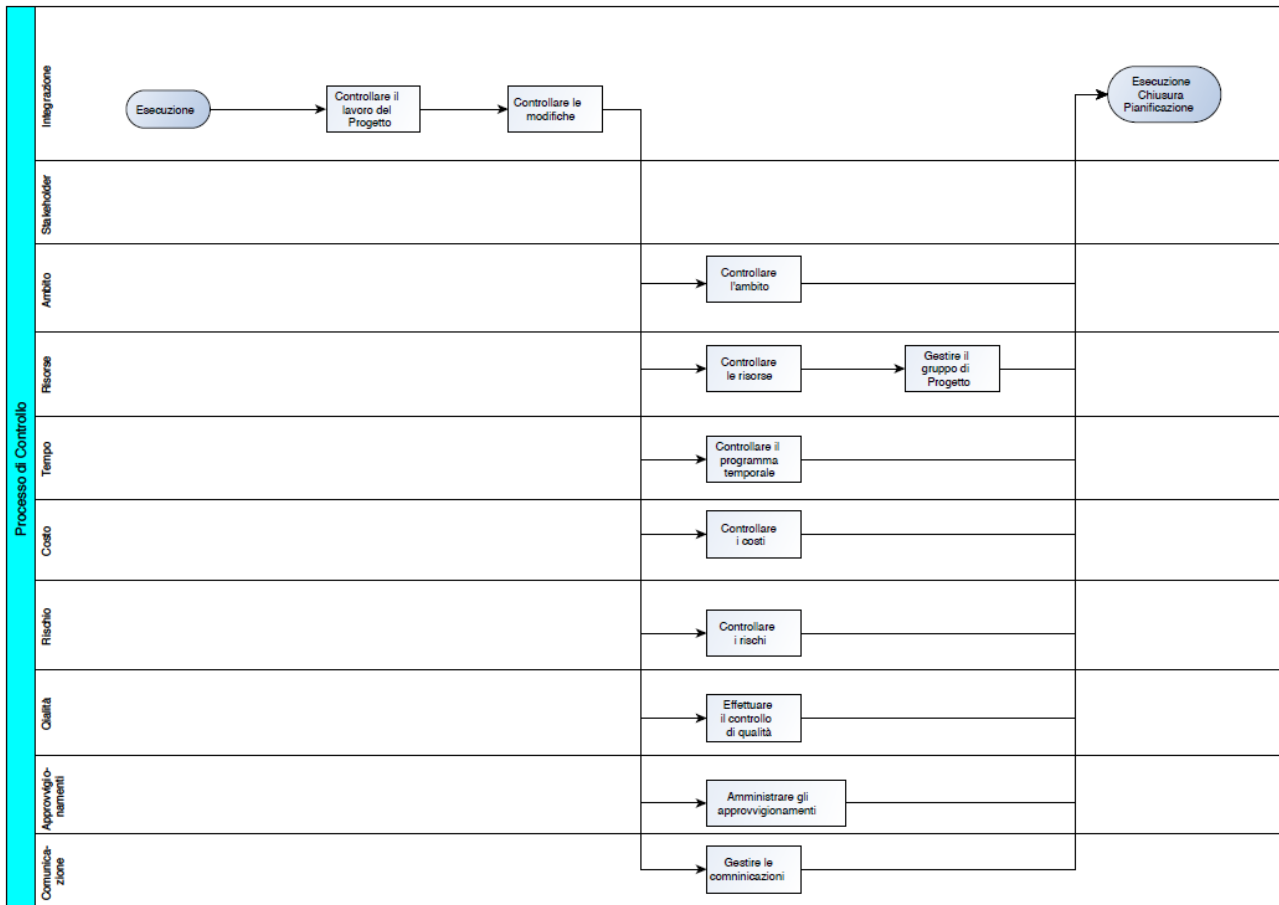 Processo di Controllo
Integrazione
Esecuzione
Controllare il
lavoro del
Progetto
Controllare le
modifiche
Esecuzione
Chiusura
Pianificazione
Stakeholder
Ambito
Controllare
l'ambito
Risorse
Controllare
le risorse
Gestire il
gruppo di
Progetto
Tempo
Controllare il
programma
temporale
Costo
Controllare
i costi
Rischio
Controllare
i rischi
Qialità
Effettuare
il controllo
di qualità
Approvvigio-
namenti
Amministrare gli
approvvigionamenti
Comunica-
zione
Gestire le
comninicazioni